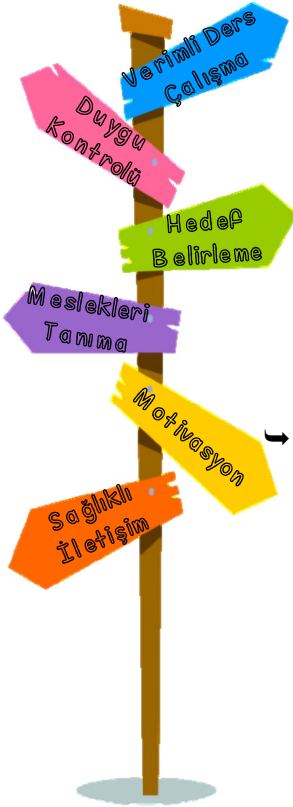 Verimli Ders
Çalışma
Duygu
Kontrolü
Hedef
Belirleme
Meslekleri
Tanıma
Motivasyon
Sağlıklı
İletişim